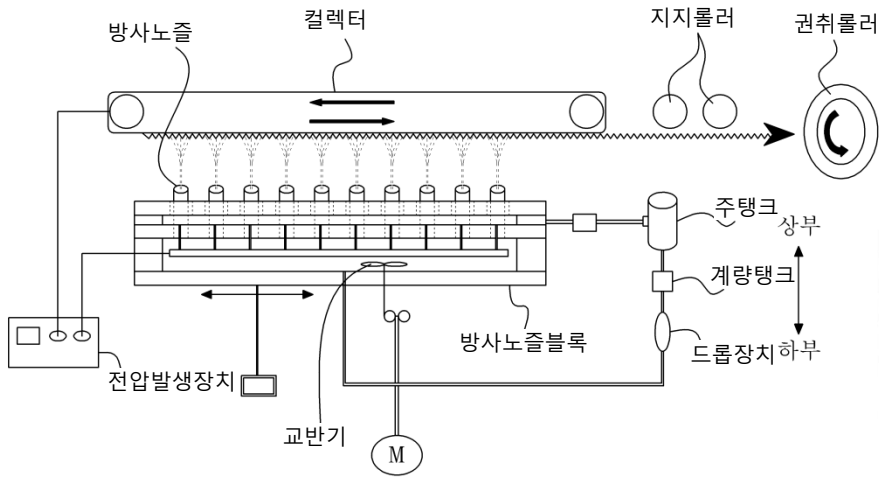 방사노즐
컬렉터
지지롤러
권취롤러
주탱크
상부
계량탱크
방사노즐블록
드롭장치
하부
전압발생장치
교반기
M